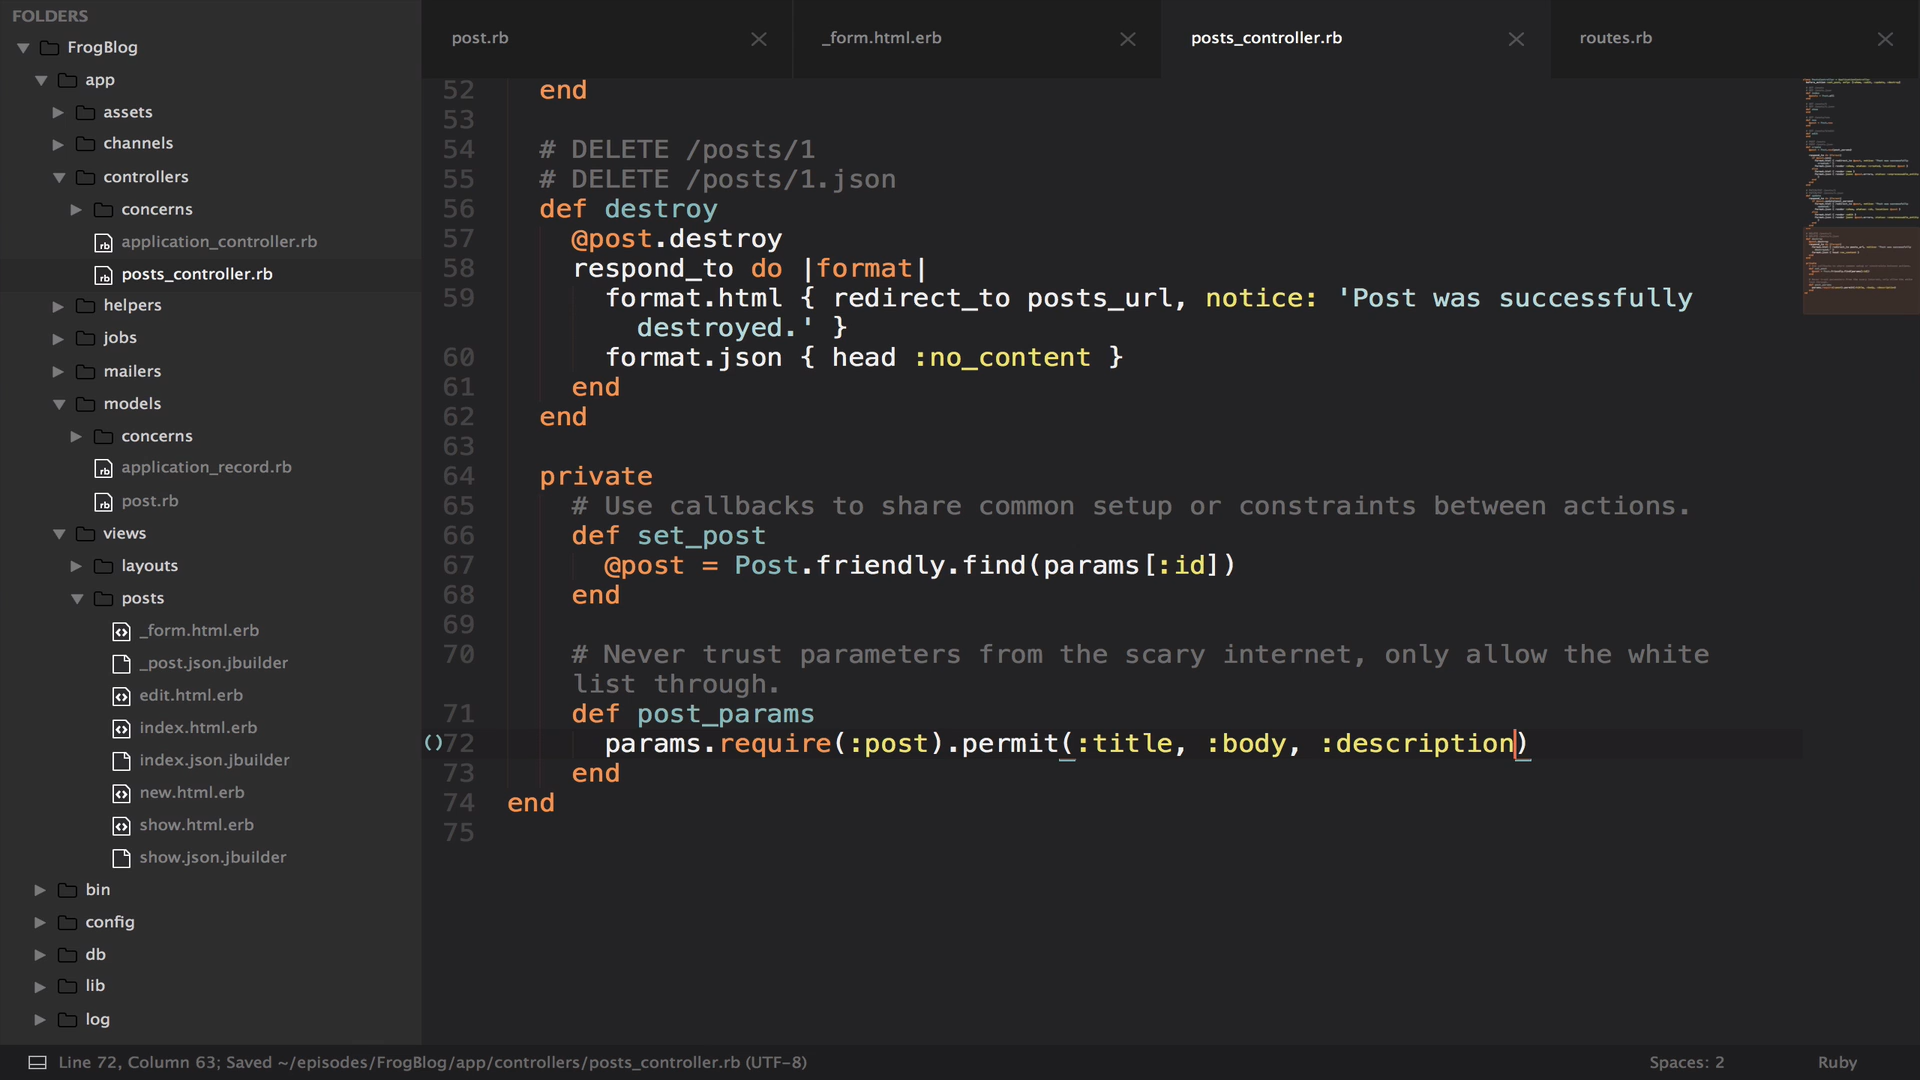 FOLDERS
FrogBlog
app
assets
channels
controllers
concerns
application_controller.rb
posts_controller.rb
helpers
jobs
mailers
models
concerns
application_record.rb
post.rb
views
layouts
posts
_form.html.erb
_post.json.jbuilder
edit.html.erb
index.html.erb
index.json.jbuilder
new.html.erb
show.html.erb
show.json.jbuilder
bin
config
db
lib
log
post.rb
_form.html.erb
posts_controller.rb
routes.rb
52 end
53
54 # DELETE /posts/1
55 # DELETE /posts/1.json
56 def destroy
57 @post.destroy
58 respond_to do |format|
59 format.html { redirect_to posts_url, notice: 'Post was successfully
destroyed.' }
60 format.json { head :no_content }
61 end
62 end
63
64 private
65 # Use callbacks to share common setup or constraints between actions.
66 def set_post
67 @post = Post.friendly.find(params[:id])
68 end
69
70 # Never trust parameters from the scary internet, only allow the white
list through.
71 def post_params
72 params.require(:post).permit(:title, :body, :description)
73 end
74 end
75
Line 72, Column 63; Saved ~/episodes/FrogBlog/app/controllers/posts_controller.rb (UTF-8)
Spaces: 2
Ruby